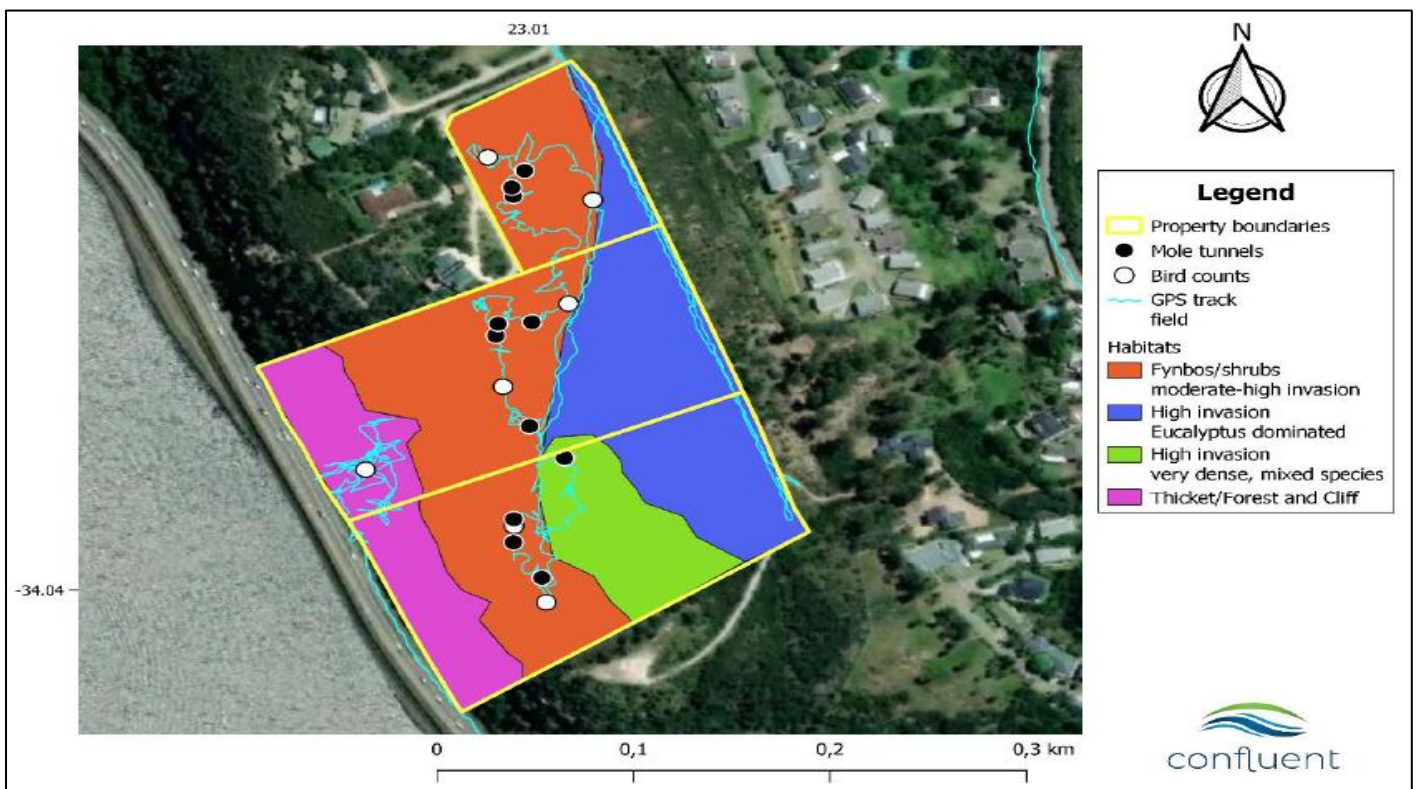 23.01
N
Legend
Property boundaries
Mole tunnels
Bird counts
GPS track
field
Habitats
Fynbos/shrubs
moderate-high invasion
High invasion
Eucalyptus dominated
High invasion
very dense, mixed species
Thicket/Forest and Cliff
-34.04
0 0,1 0,2 0,3 km
confluent